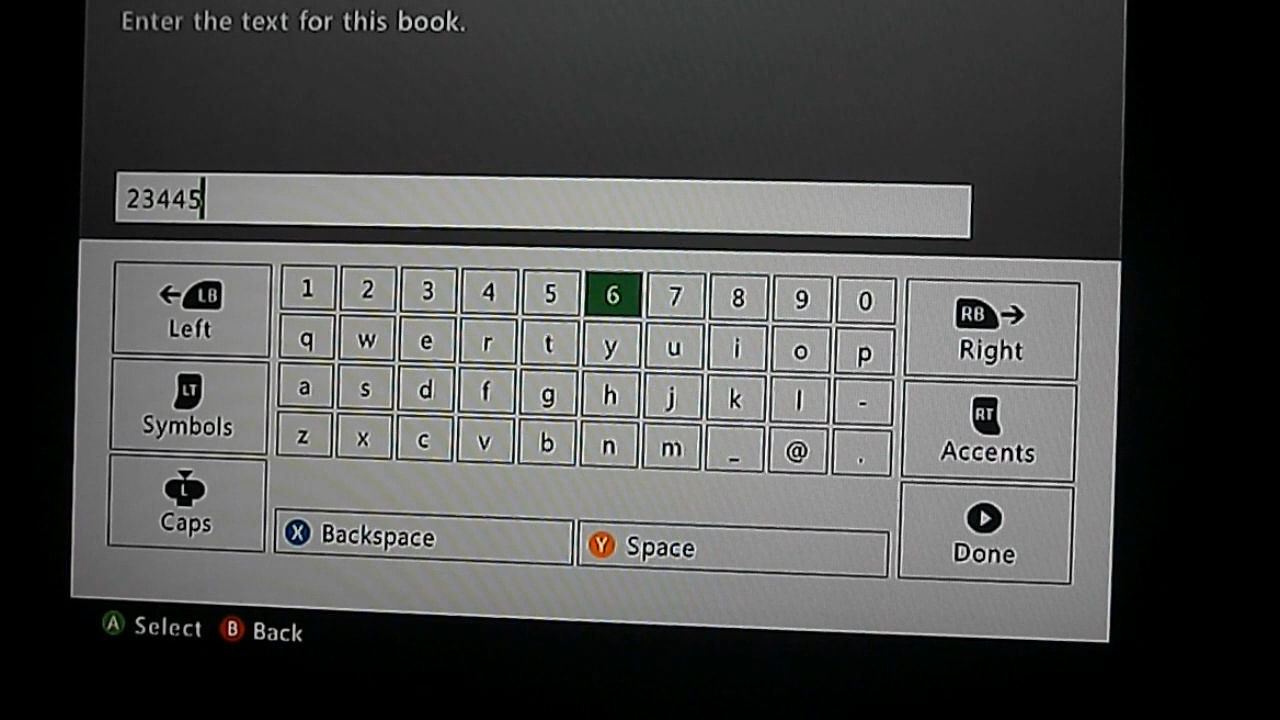 Enter the text for this book.
23445
LB
Left
1 2 3 4 5 6 7 8 9 0
RB
Right
q w e r t y u i o p
LT
Symbols
a s d f g h j k l -
RT
Accents
z x c v b n m _ @ .
L
Caps
X Backspace
Y Space
Done
A Select B Back